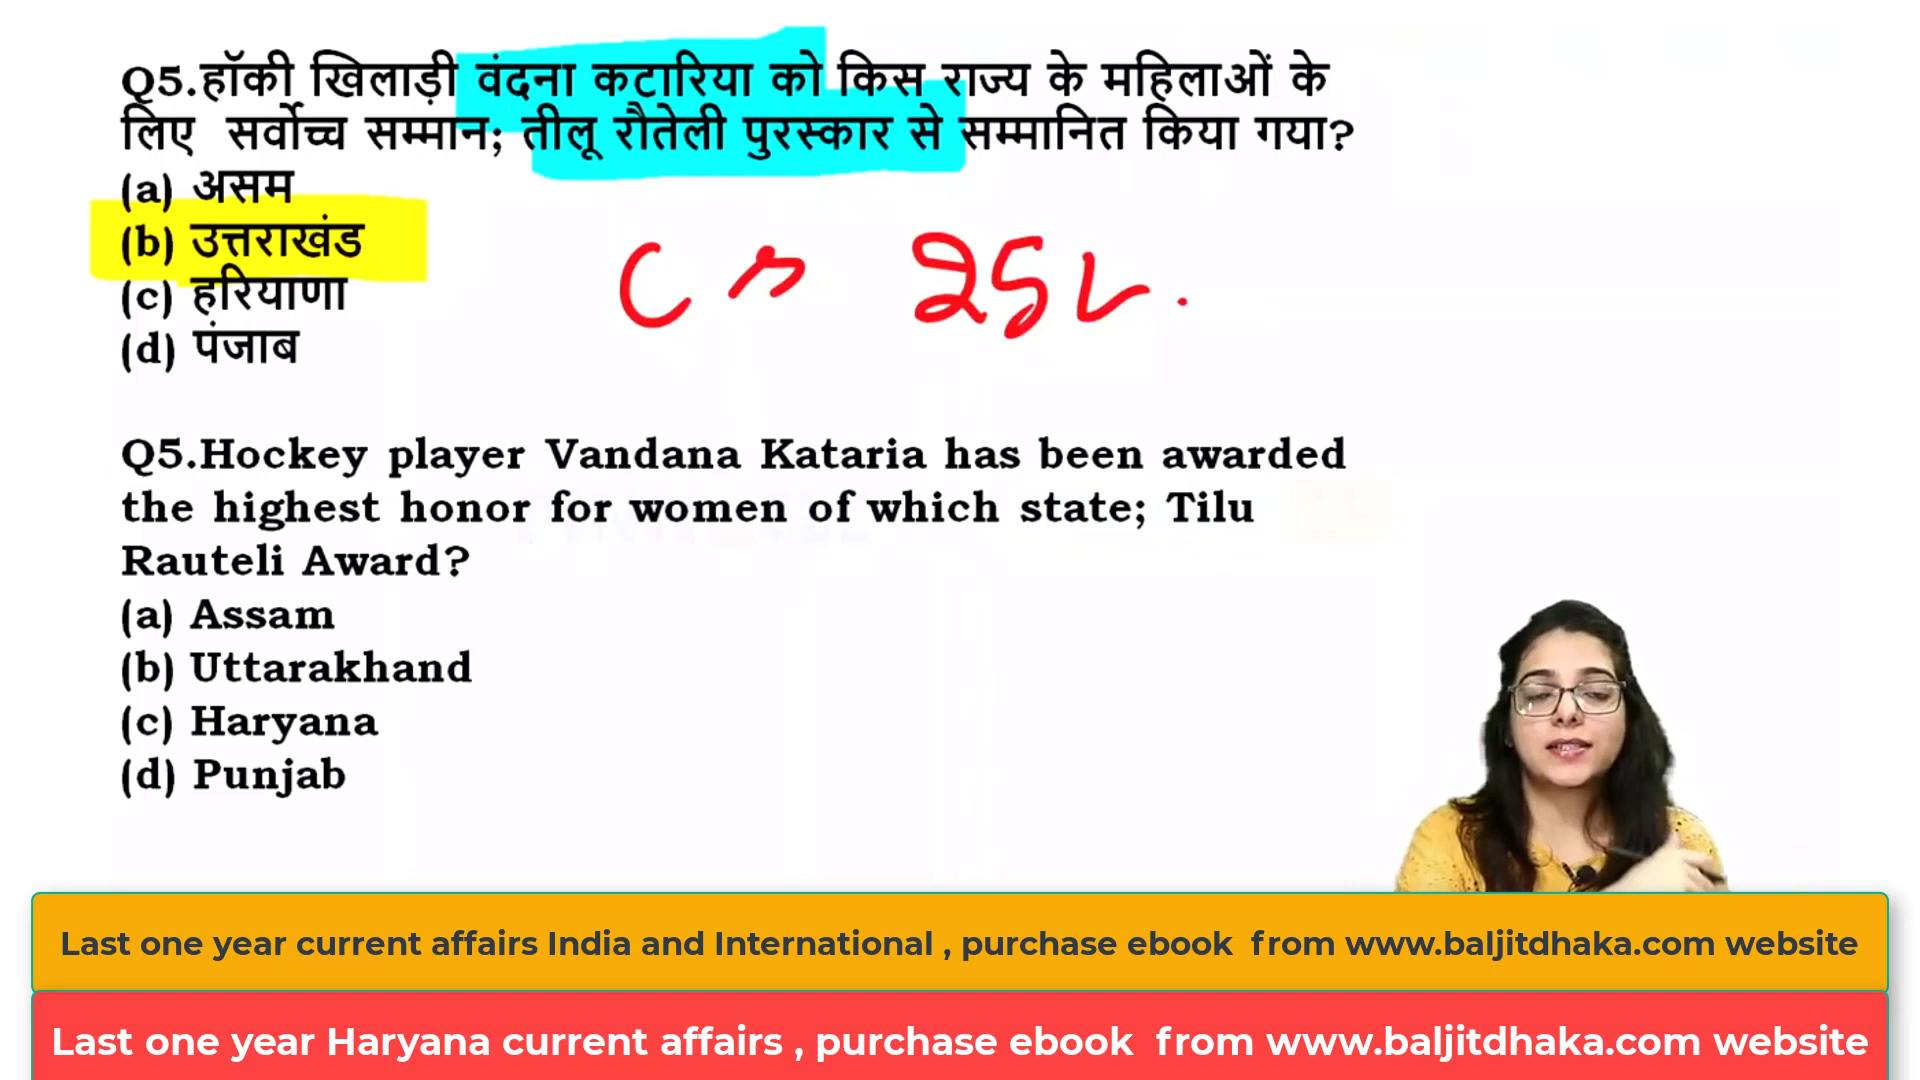 Q5.हॉकी खिलाड़ी वंदना कटारिया को किस राज्य के महिलाओं के
लिए सर्वोच्च सम्मान; तीलू रौतेली पुरस्कार से सम्मानित किया गया?
(a) असम
(b) उत्तराखंड
(c) हरियाणा
(d) पंजाब
Q5.Hockey player Vandana Kataria has been awarded
the highest honor for women of which state; Tilu
Rauteli Award?
(a) Assam
(b) Uttarakhand
(c) Haryana
(d) Punjab
Last one year current affairs India and International , purchase ebook from www.baljitdhaka.com website
Last one year Haryana current affairs , purchase ebook from www.baljitdhaka.com website